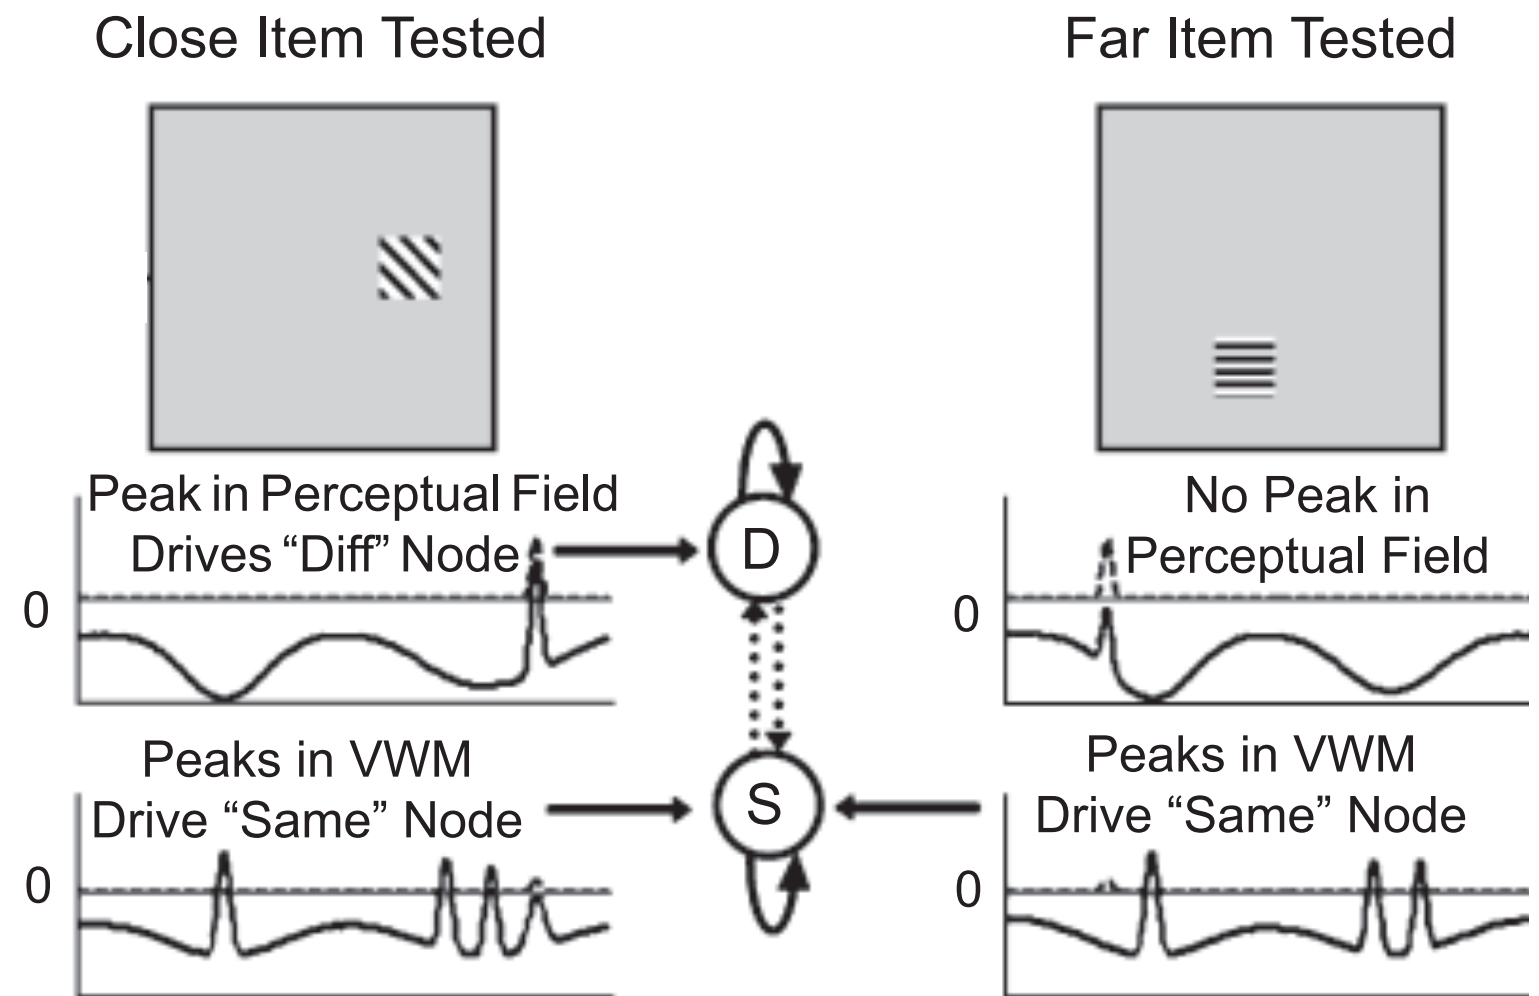 Close Item Tested
Far Item Tested
Peak in Perceptual Field
Drives “Diff” Node
D
No Peak in
Perceptual Field
0
0
Peaks in VWM
Drive “Same” Node
S
Peaks in VWM
Drive “Same” Node
0
0